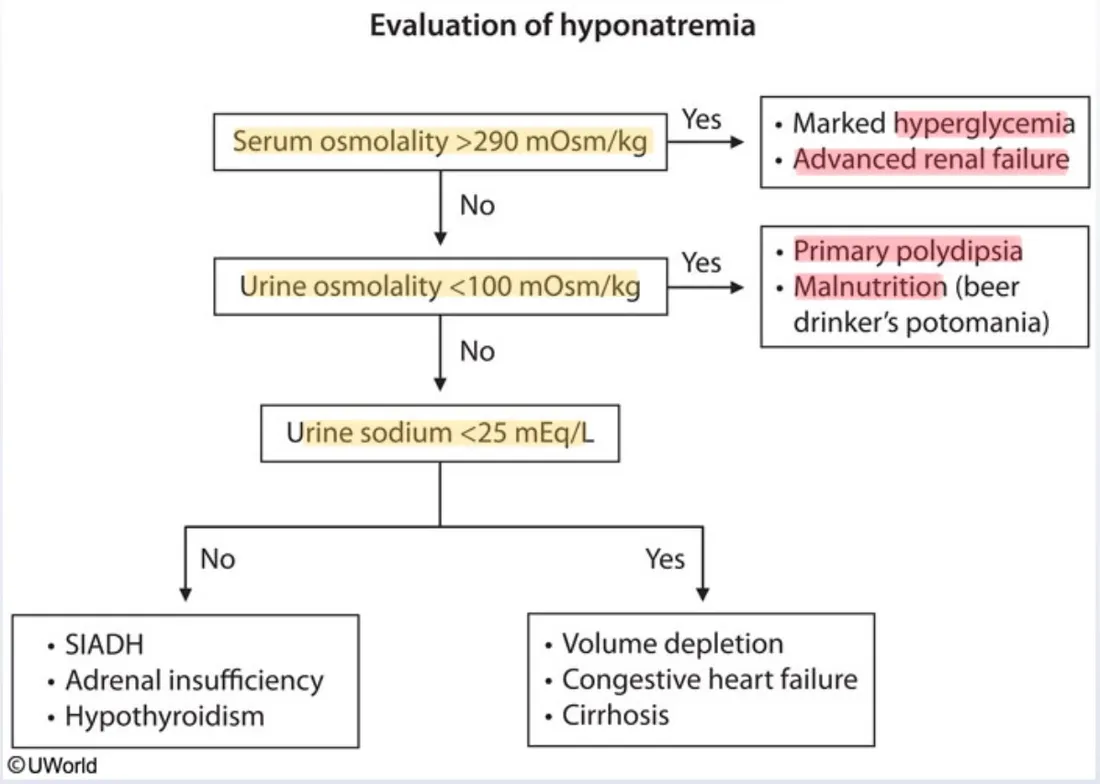 Evaluation of hyponatremia
Serum osmolality >290 mOsm/kg
Yes
• Marked hyperglycemia
• Advanced renal failure
No
Urine osmolality <100 mOsm/kg
Yes
• Primary polydipsia
• Malnutrition (beer
drinker’s potomania)
No
Urine sodium <25 mEq/L
No
Yes
• SIADH
• Adrenal insufficiency
• Hypothyroidism
• Volume depletion
• Congestive heart failure
• Cirrhosis
©UWorld